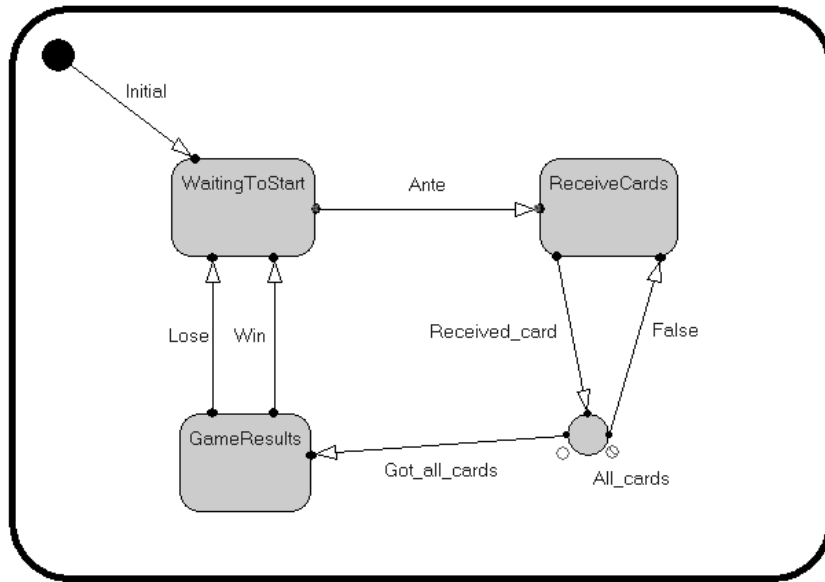 Initial
WaitingToStart
Ante
ReceiveCards
Lose
Win
Received_card
False
GameResults
Got_all_cards
All_cards